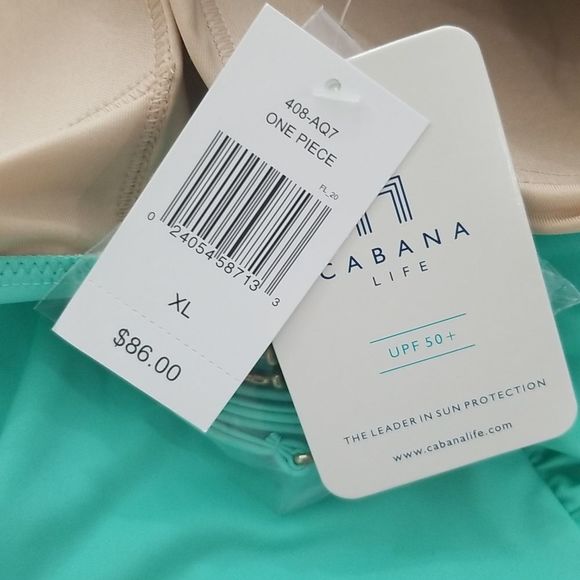 408-AQ7
ONE PIECE
FL_20
0 24054 58713 3
XL
$86.00
CABANA
LIFE
UPF 50+
THE LEADER IN SUN PROTECTION
www.cabanalife.com